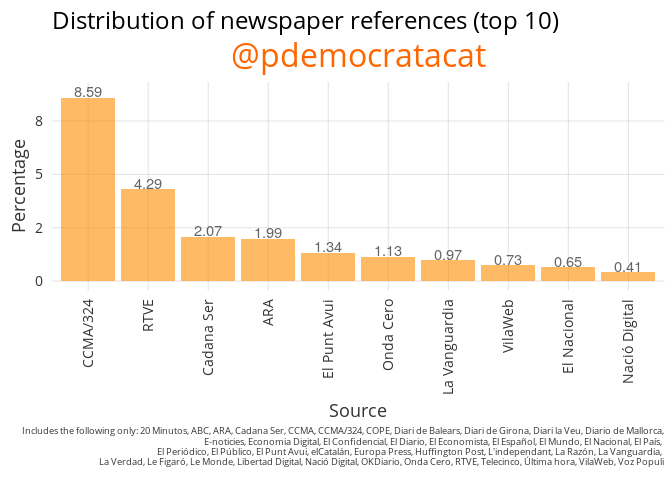 Distribution of newspaper references (top 10)
@pdemocratacat
Percentage
8
5
2
0
8.59
4.29
2.07
1.99
1.34
1.13
0.97
0.73
0.65
0.41
CCMA/324
RTVE
Cadana Ser
ARA
El Punt Avui
Onda Cero
La Vanguardia
VilaWeb
El Nacional
Nació Digital
Source
Includes the following only: 20 Minutos, ABC, ARA, Cadana Ser, CCMA, CCMA/324, COPE, Diari de Balears, Diari de Girona, Diari la Veu, Diario de Mallorca,
E-noticies, Economia Digital, El Confidencial, El Diario, El Economista, El Español, El Mundo, El Nacional, El País,
El Periódico, El Público, El Punt Avui, elCatalán, Europa Press, Huffington Post, L'independant, La Razón, La Vanguardia,
La Verdad, Le Figaró, Le Monde, Libertad Digital, Nació Digital, OKDiario, Onda Cero, RTVE, Telecinco, Última hora, VilaWeb, Voz Populi